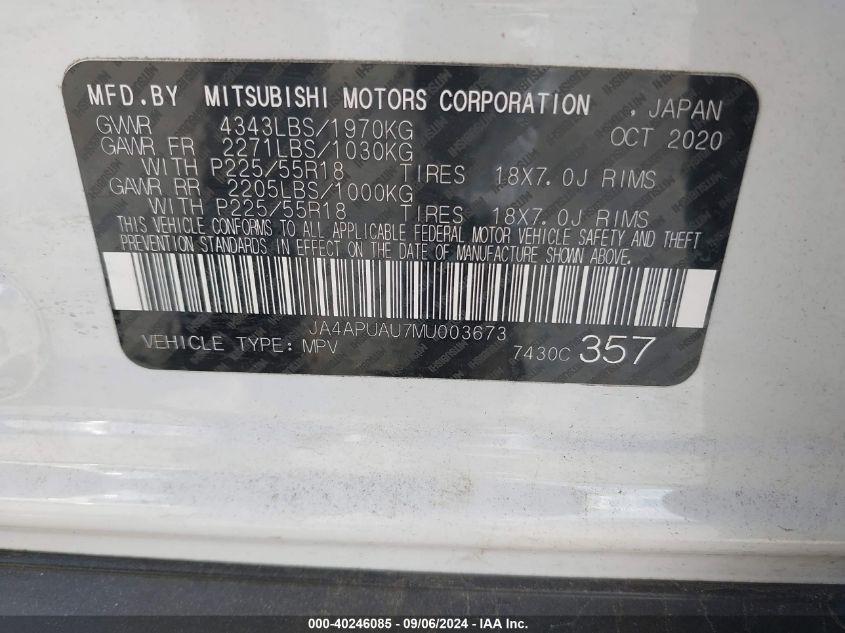 MFD.BY MITSUBISHI MOTORS CORPORATION , JAPAN
GVWR 4343LBS/1970KG OCT 2020
GAWR FR 2271LBS/1030KG
WITH P225/55R18 TIRES 18X7.0J RIMS
GAWR RR 2205LBS/1000KG
WITH P225/55R18 TIRES 18X7.0J RIMS
THIS VEHICLE CONFORMS TO ALL APPLICABLE FEDERAL MOTOR VEHICLE SAFETY AND THEFT
PREVENTION STANDARDS IN EFFECT ON THE DATE OF MANUFACTURE SHOWN ABOVE.
JA4APUAU7MU003673
VEHICLE TYPE: MPV 7430C 357
000-40246085 - 09/06/2024 - © IAA Holdings, LLC.